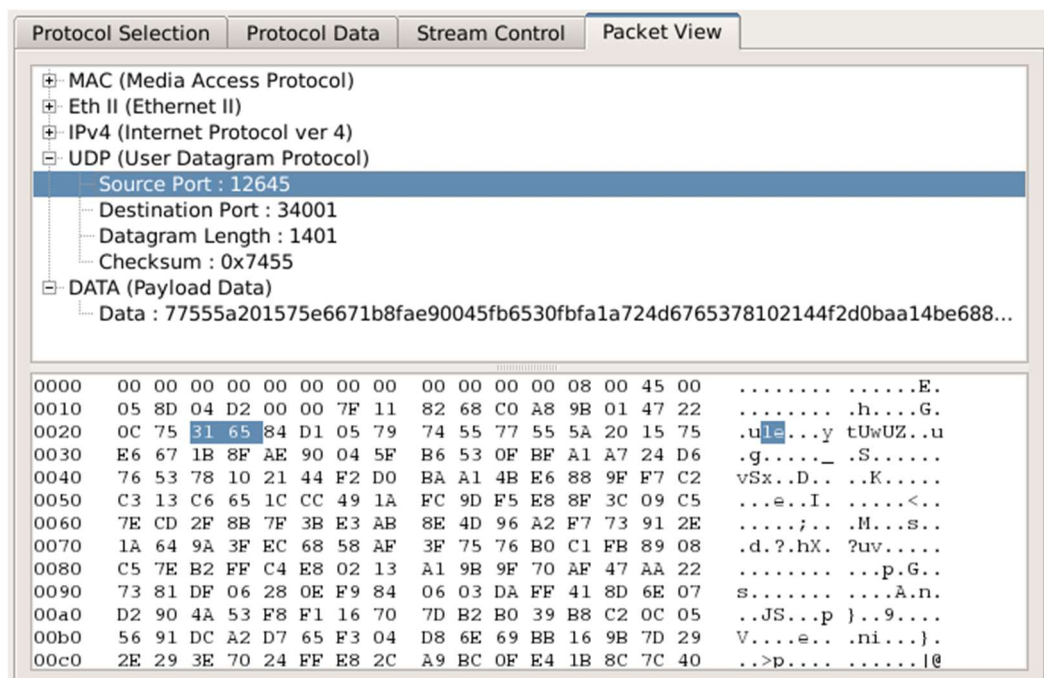 Protocol Selection Protocol Data Stream Control Packet View
MAC (Media Access Protocol)
Eth II (Ethernet II)
IPv4 (Internet Protocol ver 4)
UDP (User Datagram Protocol)
Source Port : 12645
Destination Port : 34001
Datagram Length : 1401
Checksum : 0x7455
DATA (Payload Data)
Data : 77555a201575e6671b8fae90045fb6530fbfa1a724d6765378102144f2d0baa14be688...
0000 00 00 00 00 00 00 00 00 00 00 00 00 08 00 45 00 ........ ......E.
0010 05 8D 04 D2 00 00 7F 11 82 68 C0 A8 9B 01 47 22 ........ .h....G.
0020 0C 75 31 65 84 D1 05 79 74 55 77 55 5A 20 15 75 .u1e...y tUwUZ..u
0030 E6 67 1B 8F AE 90 04 5F B6 53 0F BF A1 A7 24 D6 .g....._ .S......
0040 76 53 78 10 21 44 F2 D0 BA A1 4B E6 88 9F F7 C2 vSx..D.. ..K.....
0050 C3 13 C6 65 1C CC 49 1A FC 9D F5 E8 8F 3C 09 C5 ...e..I. .....<..
0060 7E CD 2F 8B 7F 3B E3 AB 8E 4D 96 A2 F7 73 91 2E .....;.. .M...s..
0070 1A 64 9A 3F EC 68 58 AF 3F 75 76 B0 C1 FB 89 08 .d.?.hX. ?uv.....
0080 C5 7E B2 FF C4 E8 02 13 A1 9B 9F 70 AF 47 AA 22 ........ ...p.G..
0090 73 81 DF 06 28 0E F9 84 06 03 DA FF 41 8D 6E 07 s....... ....A.n.
00a0 D2 90 4A 53 F8 F1 16 70 7D B2 B0 39 B8 C2 0C 05 ..JS...p }..9....
00b0 56 91 DC A2 D7 65 F3 04 D8 6E 69 BB 16 9B 7D 29 V....e.. .ni...}.
00c0 2E 29 3E 70 24 FF E8 2C A9 BC 0F E4 1B 8C 7C 40 ..>p.... ......|@